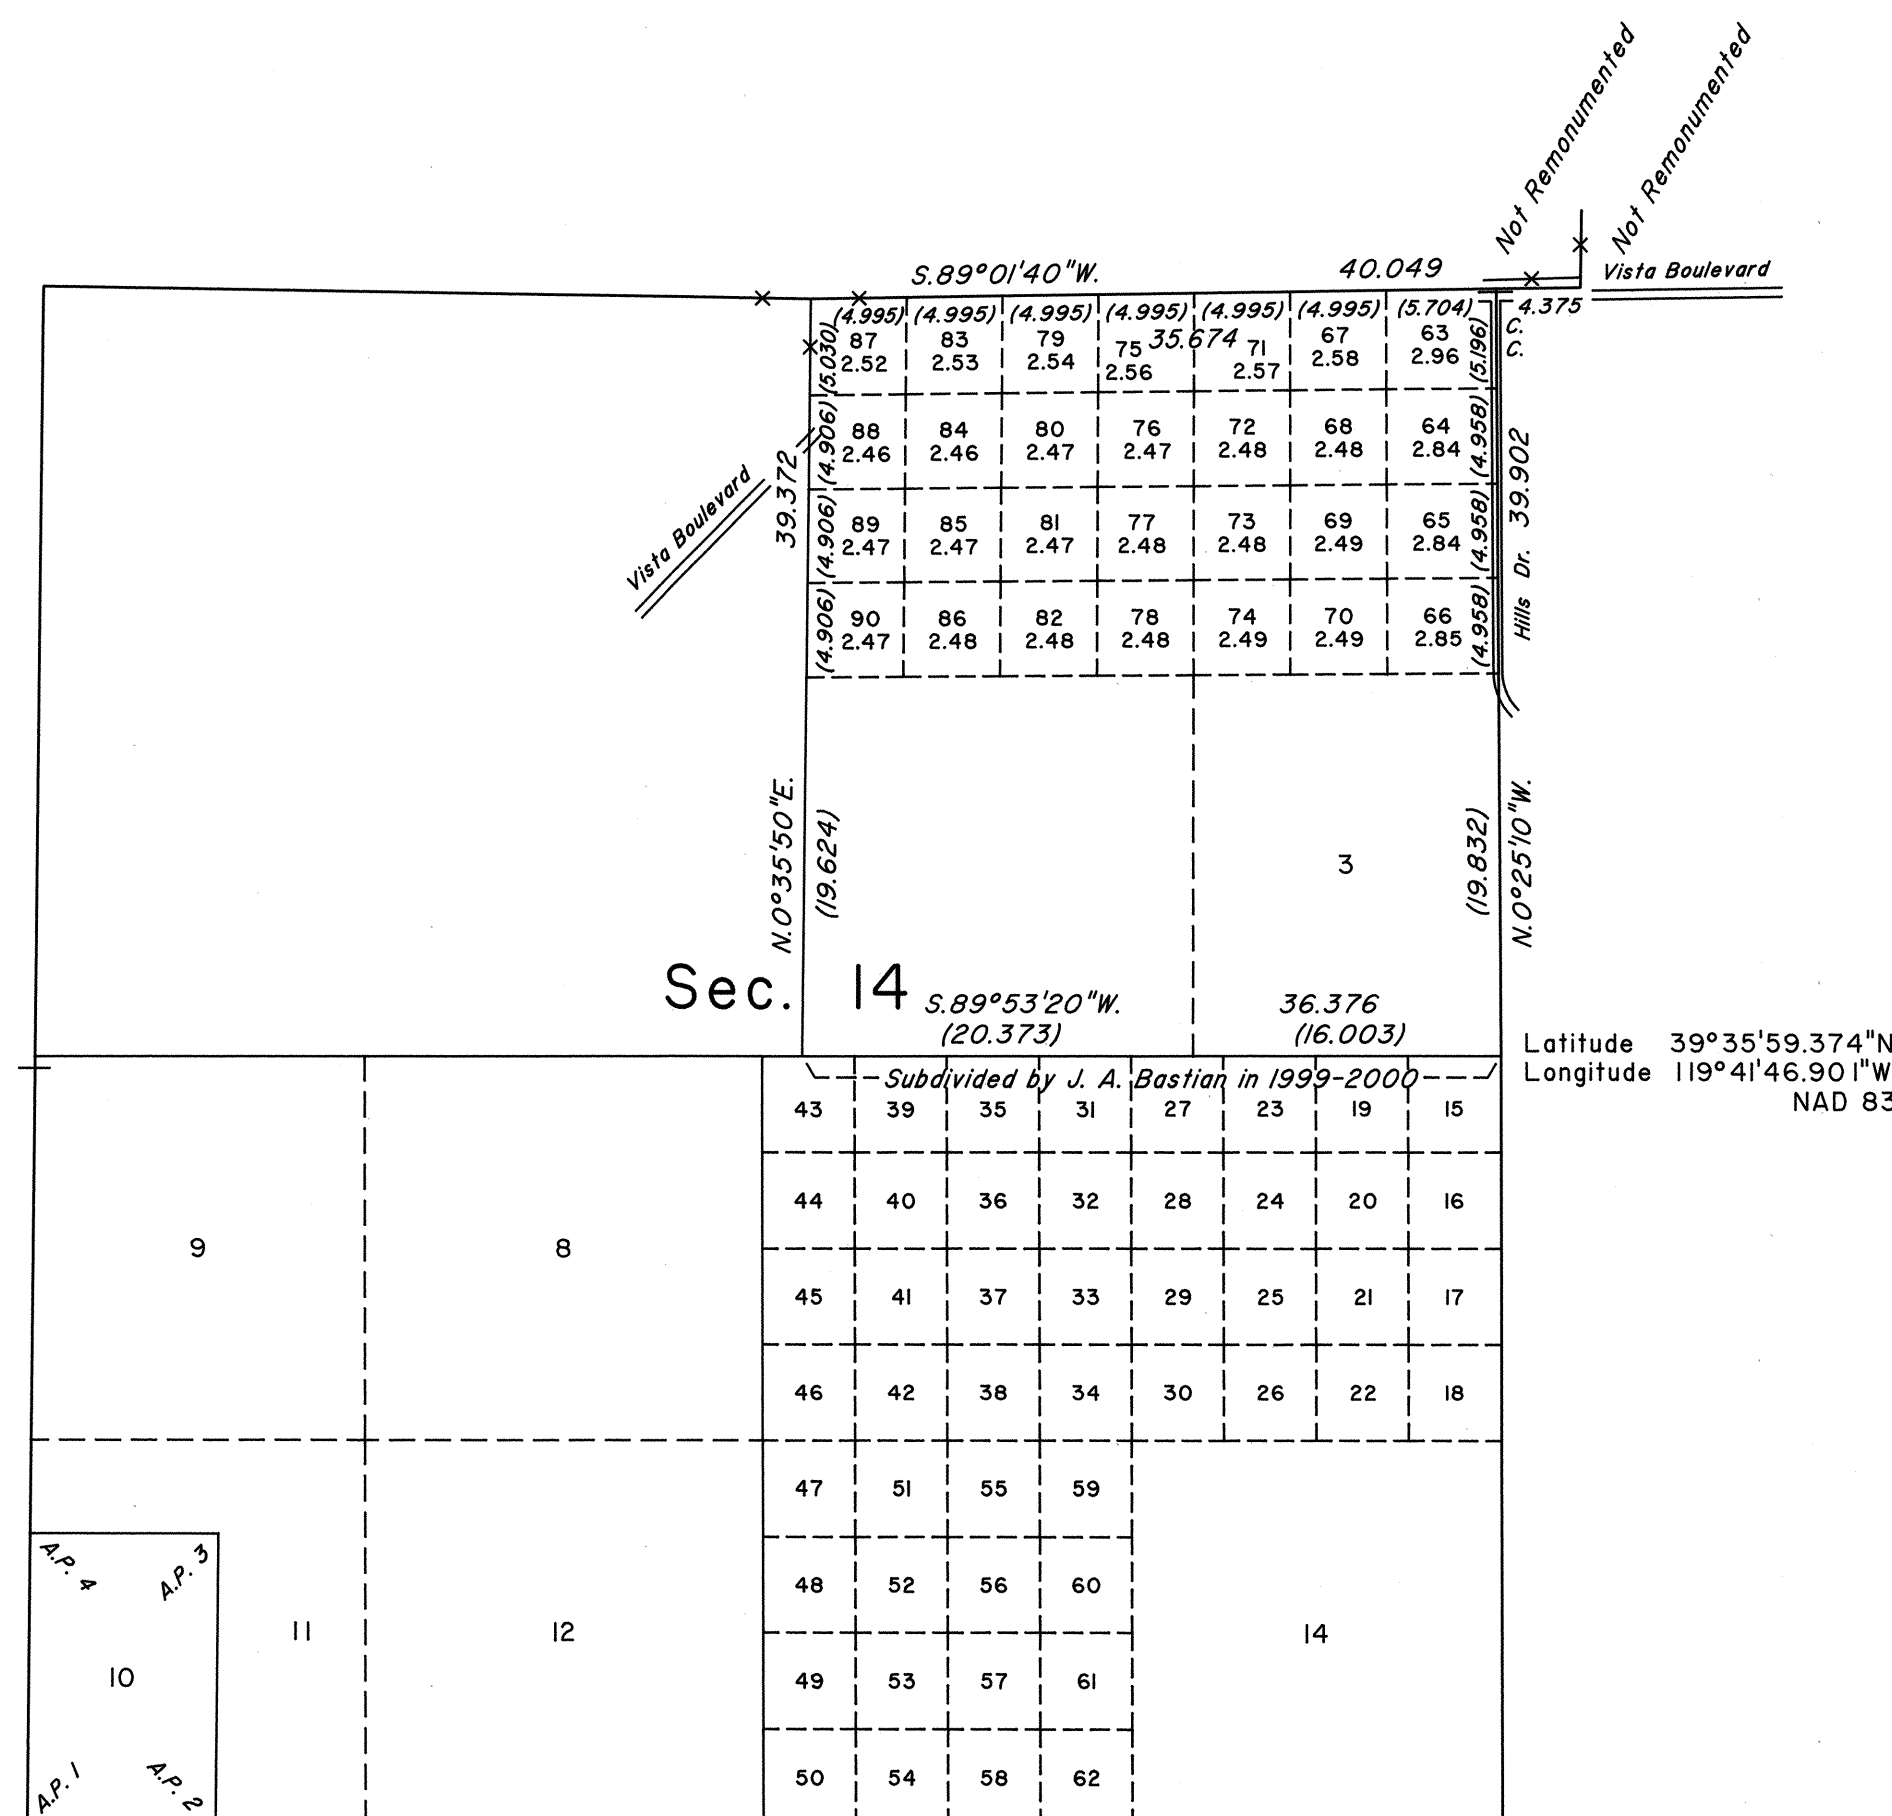 Not Remonumented
Not Remonumented
S.89°01'40"W. 40.049
Vista Boulevard
(4.995) (4.995) (4.995) (4.995) (4.995) (4.995) (5.704) 4.375
35.674
C.
C.
87 83 79 75 71 67 63
2.52 2.53 2.54 2.56 2.57 2.58 2.96
(5.030) (5.196)
88 84 80 76 72 68 64
2.46 2.46 2.47 2.47 2.48 2.48 2.84
(4.906) (4.958)
89 85 81 77 73 69 65
2.47 2.47 2.47 2.48 2.48 2.49 2.84
(4.906) (4.958)
90 86 82 78 74 70 66
2.47 2.48 2.48 2.48 2.49 2.49 2.85
(4.906) (4.958)
Vista Boulevard
39.372
39.902
Hills Dr.
N.0°35'50"E.
(19.624)
3
(19.832)
N.0°25'10"W.
Sec. 14
S.89°53'20"W. 36.376
(20.373) (16.003)
Latitude 39°35'59.374"N
Longitude 119°41'46.901"W
NAD 83
Subdivided by J. A. Bastian in 1999-2000
43 39 35 31 27 23 19 15
44 40 36 32 28 24 20 16
9 8
45 41 37 33 29 25 21 17
46 42 38 34 30 26 22 18
47 51 55 59
A.P. 4 A.P. 3
48 52 56 60
11 12 14
10
49 53 57 61
A.P. 1 A.P. 2
50 54 58 62